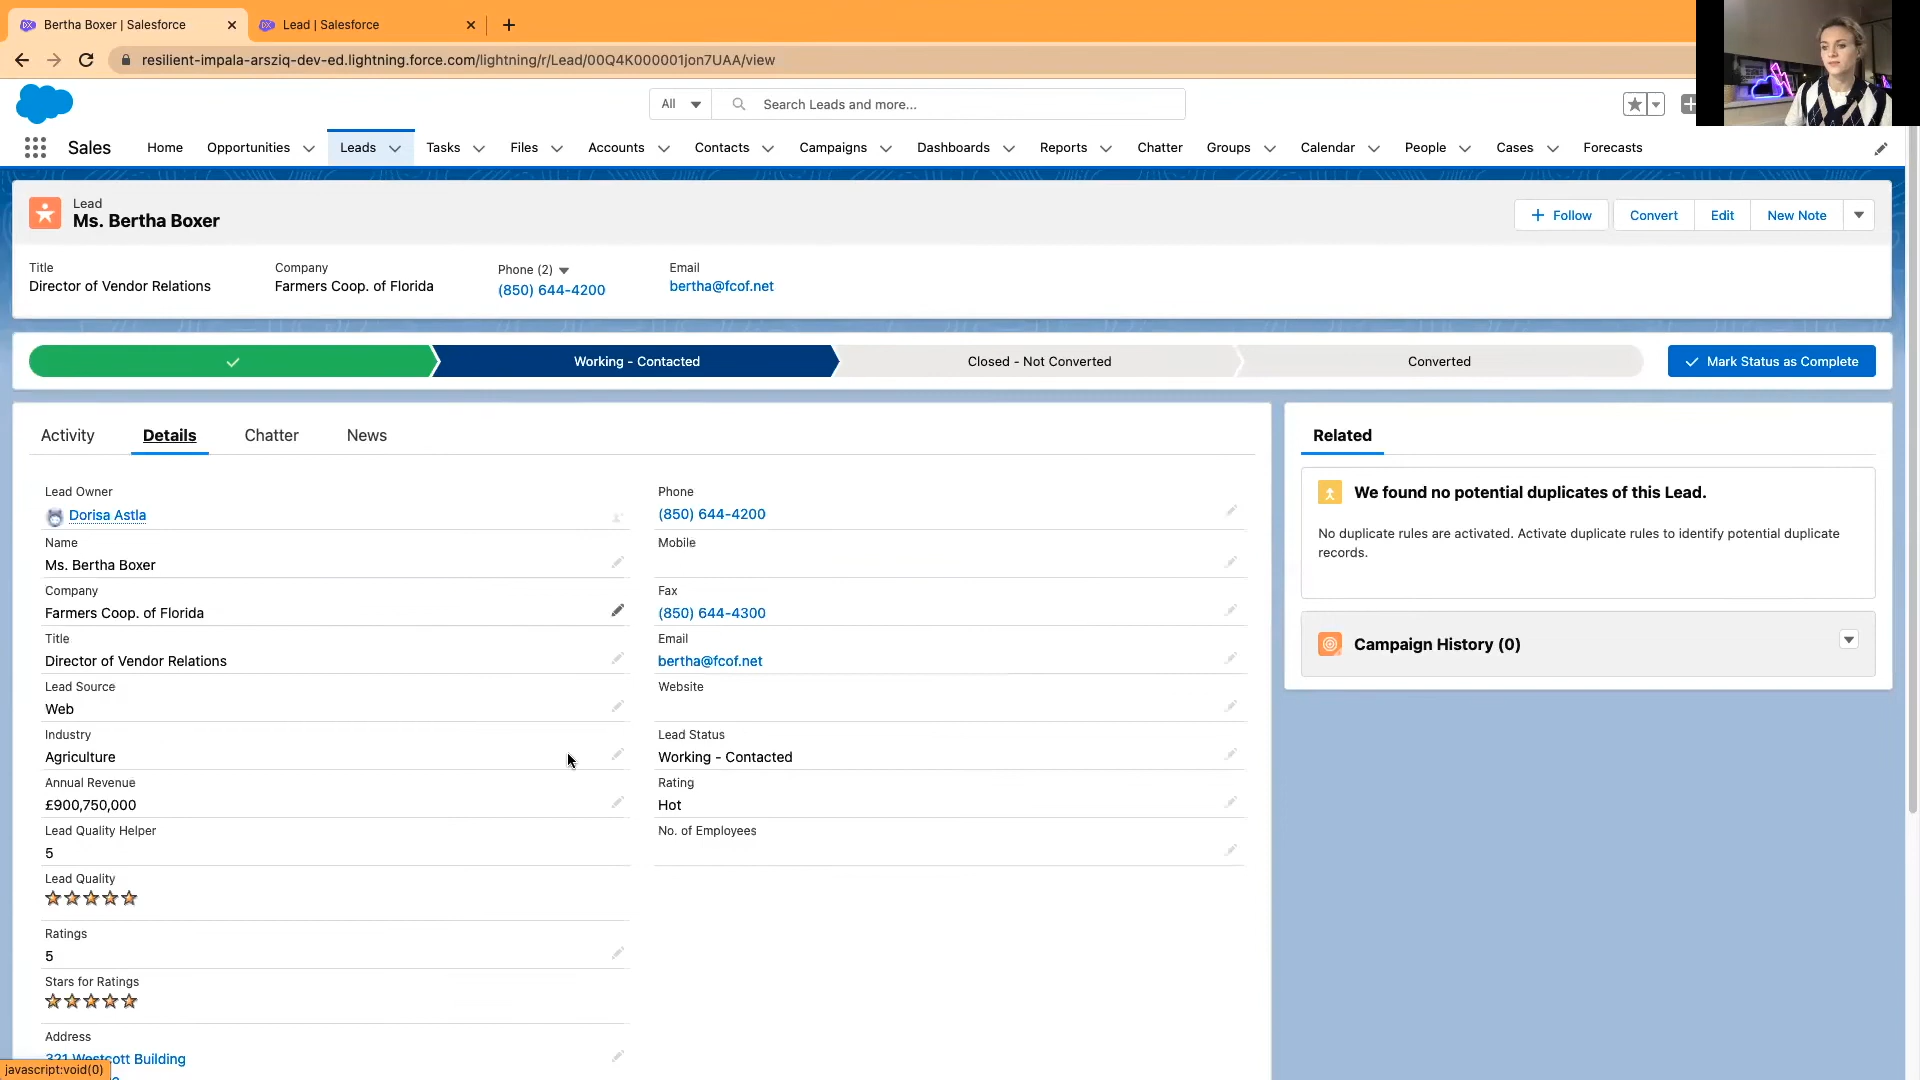 Bertha Boxer | Salesforce
Lead | Salesforce
resilient-impala-arsziq-dev-ed.lightning.force.com/lightning/r/Lead/00Q4K000001jon7UAA/view
All
Search Leads and more...
Sales
Home
Opportunities
Leads
Tasks
Files
Accounts
Contacts
Campaigns
Dashboards
Reports
Chatter
Groups
Calendar
People
Cases
Forecasts
Lead
Ms. Bertha Boxer
Follow
Convert
Edit
New Note
Title
Director of Vendor Relations
Company
Farmers Coop. of Florida
Phone (2)
(850) 644-4200
Email
bertha@fcof.net
Working - Contacted
Closed - Not Converted
Converted
Mark Status as Complete
Activity
Details
Chatter
News
Lead Owner
Dorisa Astla
Name
Ms. Bertha Boxer
Company
Farmers Coop. of Florida
Title
Director of Vendor Relations
Lead Source
Web
Industry
Agriculture
Annual Revenue
£900,750,000
Lead Quality Helper
5
Lead Quality
Ratings
5
Stars for Ratings
Address
321 Westcott Building
Phone
(850) 644-4200
Mobile
Fax
(850) 644-4300
Email
bertha@fcof.net
Website
Lead Status
Working - Contacted
Rating
Hot
No. of Employees
Related
We found no potential duplicates of this Lead.
No duplicate rules are activated. Activate duplicate rules to identify potential duplicate
records.
Campaign History (0)
javascript:void(0)